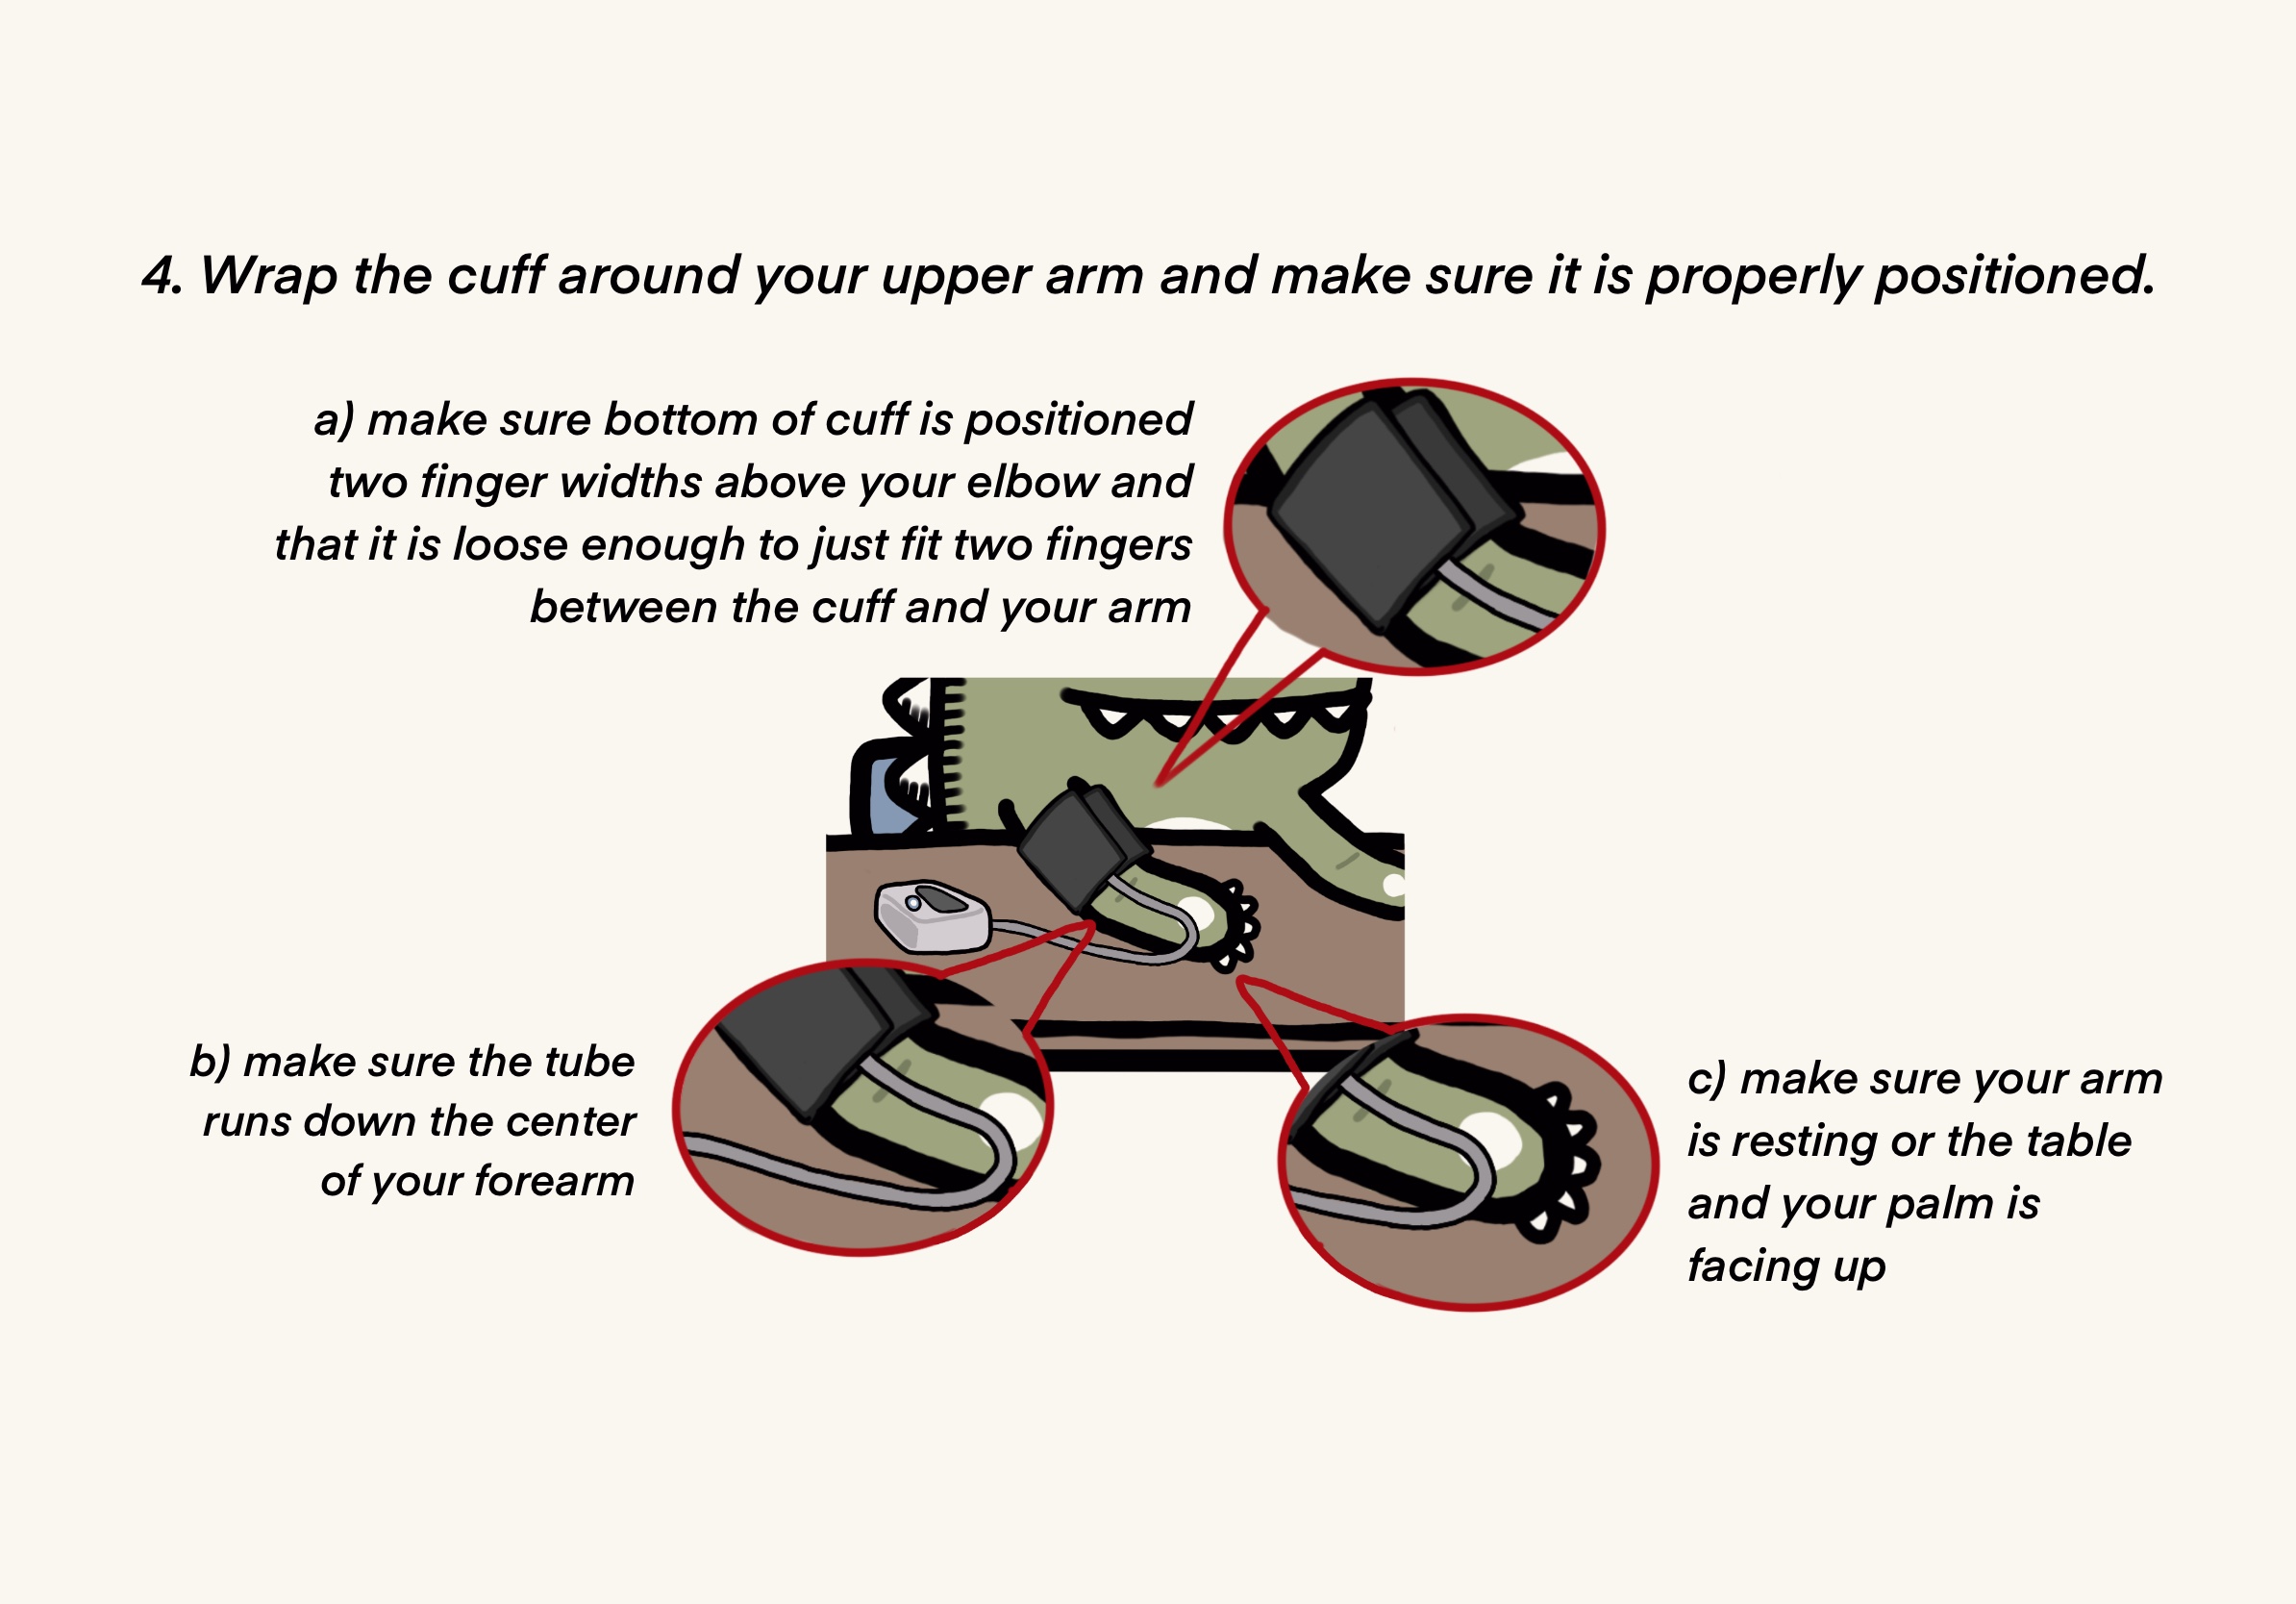 4. Wrap the cuff around your upper arm and make sure it is properly positioned.
a) make sure bottom of cuff is positioned
two finger widths above your elbow and
that it is loose enough to just fit two fingers
between the cuff and your arm
b) make sure the tube
runs down the center
of your forearm
c) make sure your arm
is resting or the table
and your palm is
facing up